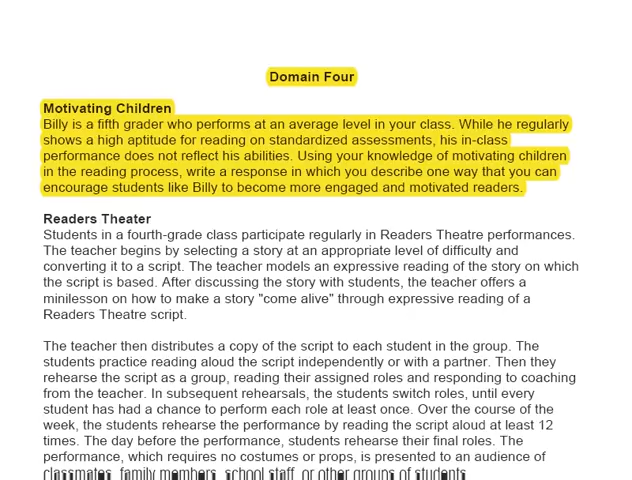 Domain Four
Motivating Children
Billy is a fifth grader who performs at an average level in your class. While he regularly
shows a high aptitude for reading on standardized assessments, his in-class
performance does not reflect his abilities. Using your knowledge of motivating children
in the reading process, write a response in which you describe one way that you can
encourage students like Billy to become more engaged and motivated readers.
Readers Theater
Students in a fourth-grade class participate regularly in Readers Theatre performances.
The teacher begins by selecting a story at an appropriate level of difficulty and
converting it to a script. The teacher models an expressive reading of the story on which
the script is based. After discussing the story with students, the teacher offers a
minilesson on how to make a story "come alive" through expressive reading of a
Readers Theatre script.
The teacher then distributes a copy of the script to each student in the group. The
students practice reading aloud the script independently or with a partner. Then they
rehearse the script as a group, reading their assigned roles and responding to coaching
from the teacher. In subsequent rehearsals, the students switch roles, until every
student has had a chance to perform each role at least once. Over the course of the
week, the students rehearse the performance by reading the script aloud at least 12
times. The day before the performance, students rehearse their final roles. The
performance, which requires no costumes or props, is presented to an audience of
classmates, family members, school staff, or other groups of students.